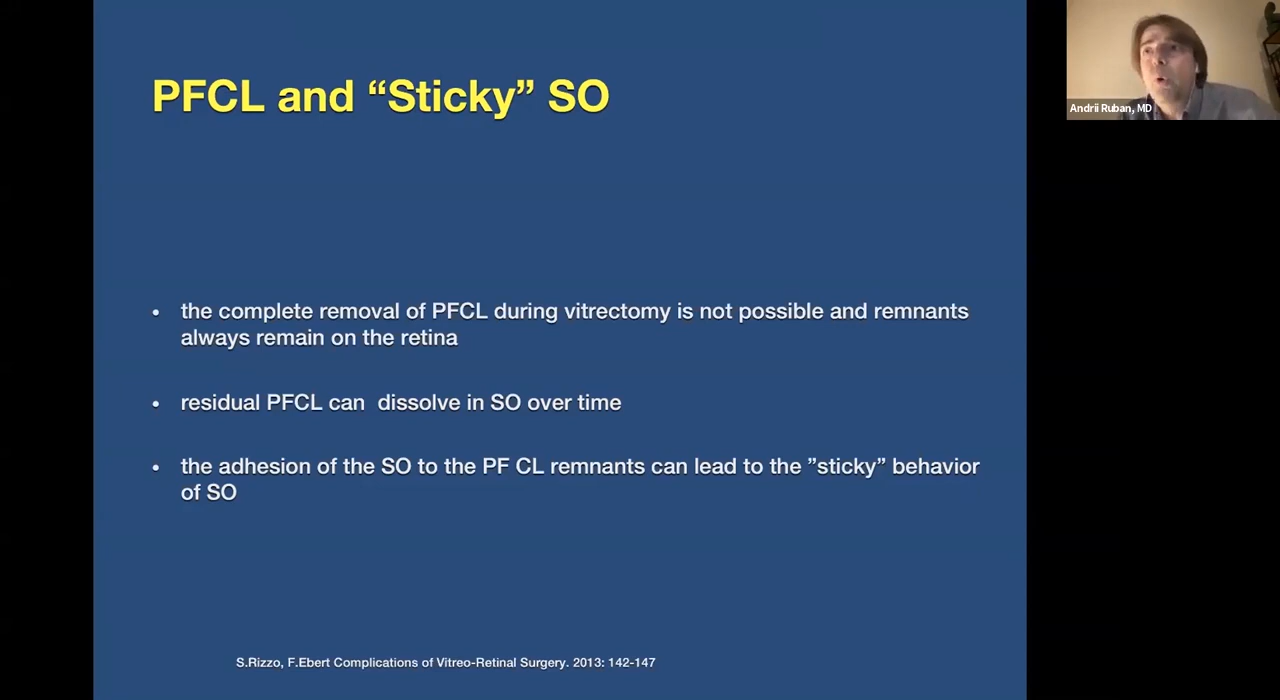 PFCL and “Sticky” SO
Andrii Ruban, MD
• the complete removal of PFCL during vitrectomy is not possible and remnants
always remain on the retina
• residual PFCL can  dissolve in SO over time
• the adhesion of the SO to the PF CL remnants can lead to the ”sticky” behavior
of SO
S.Rizzo, F.Ebert Complications of Vitreo-Retinal Surgery. 2013: 142-147